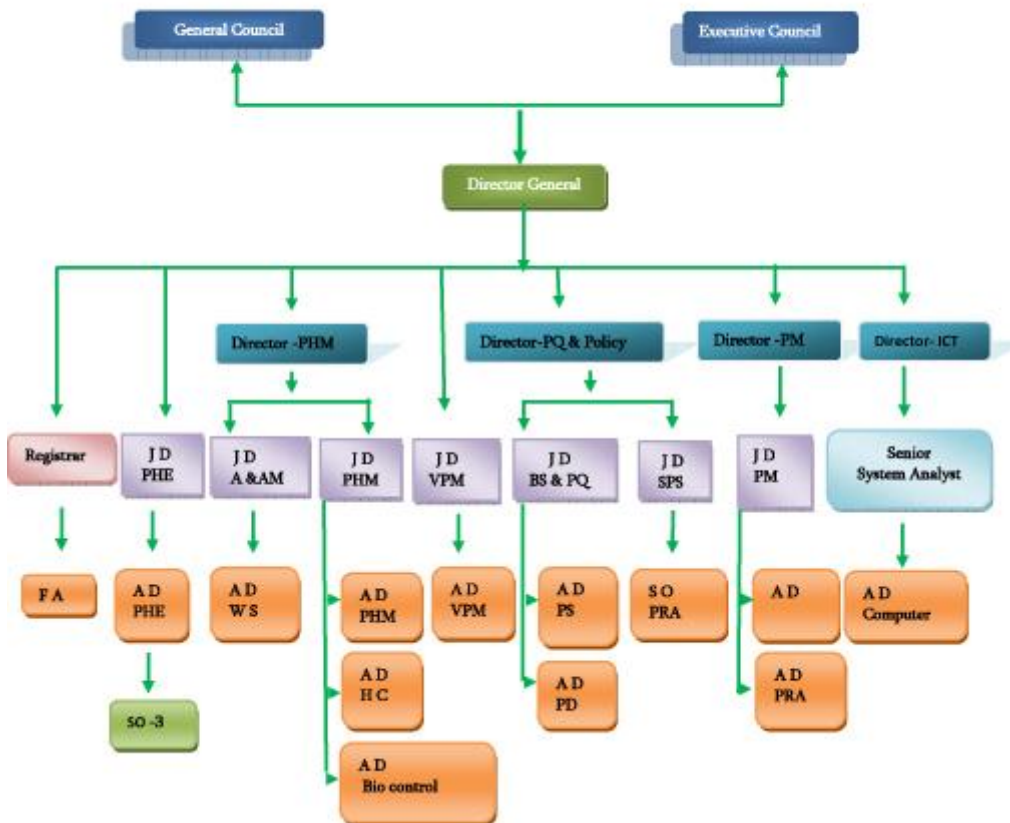 General Council
Executive Council
Director General
Director -PHM
Director-PQ & Policy
Director -PM
Director- ICT
Registrar
J D
PHE
J D
A &AM
J D
PHM
J D
VPM
J D
BS & PQ
J D
SPS
J D
PM
Senior
System Analyst
F A
A D
PHE
A D
W S
A D
PHM
A D
VPM
A D
PS
S O
PRA
A D
A D
Computer
A D
H C
A D
PD
A D
PRA
SO -3
A D
Bio control